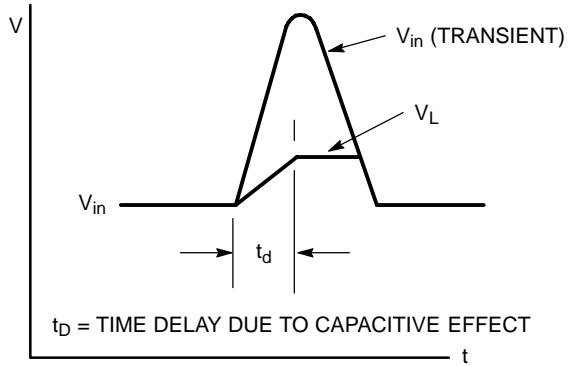 V
Vin (TRANSIENT)
VL
Vin
td
tD = TIME DELAY DUE TO CAPACITIVE EFFECT
t